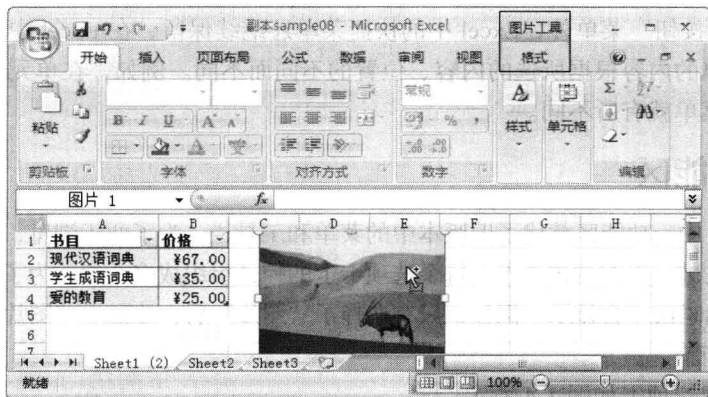 副本sample08 - Microsoft Excel 图片工具
开始 插入 页面布局 公式 数据 审阅 视图 格式
粘贴
B I U A A
常规
%
样式
单元格
Σ
剪贴板 字体 对齐方式 数字 编辑
图片 1 fx
A B C D E F G H
1 书目 价格
2 现代汉语词典 ¥67.00
3 学生成语词典 ¥35.00
4 爱的教育 ¥25.00
5
6
7
Sheet1 (2) Sheet2 Sheet3
就绪 100%